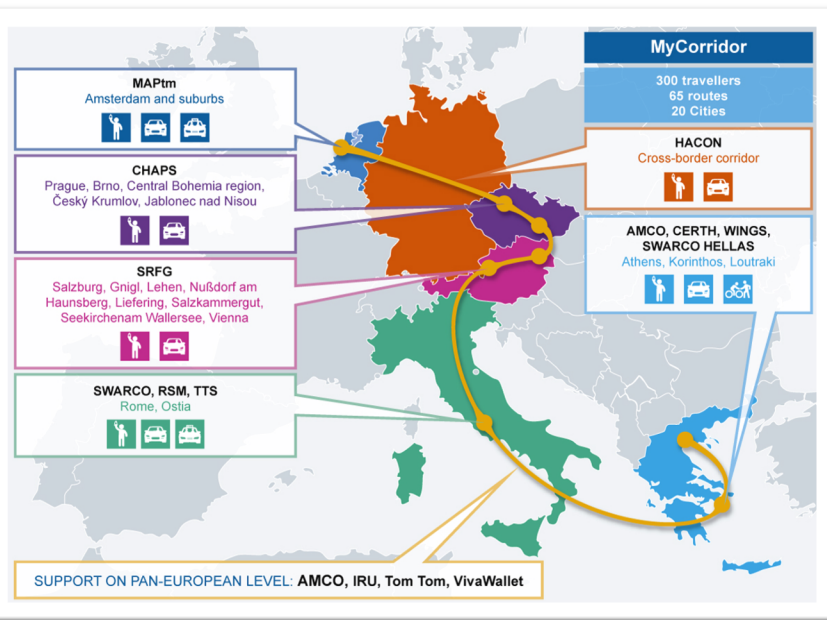 MyCorridor
300 travellers
65 routes
20 Cities
MAPtm
Amsterdam and suburbs
CHAPS
Prague, Brno, Central Bohemia region,
Český Krumlov, Jablonec nad Nisou
SRFG
Salzburg, Gnigl, Lehen, Nußdorf am
Haunsberg, Liefering, Salzkammergut,
Seekirchenam Wallersee, Vienna
SWARCO, RSM, TTS
Rome, Ostia
HACON
Cross-border corridor
AMCO, CERTH, WINGS,
SWARCO HELLAS
Athens, Korinthos, Loutraki
SUPPORT ON PAN-EUROPEAN LEVEL: AMCO, IRU, Tom Tom, VivaWallet